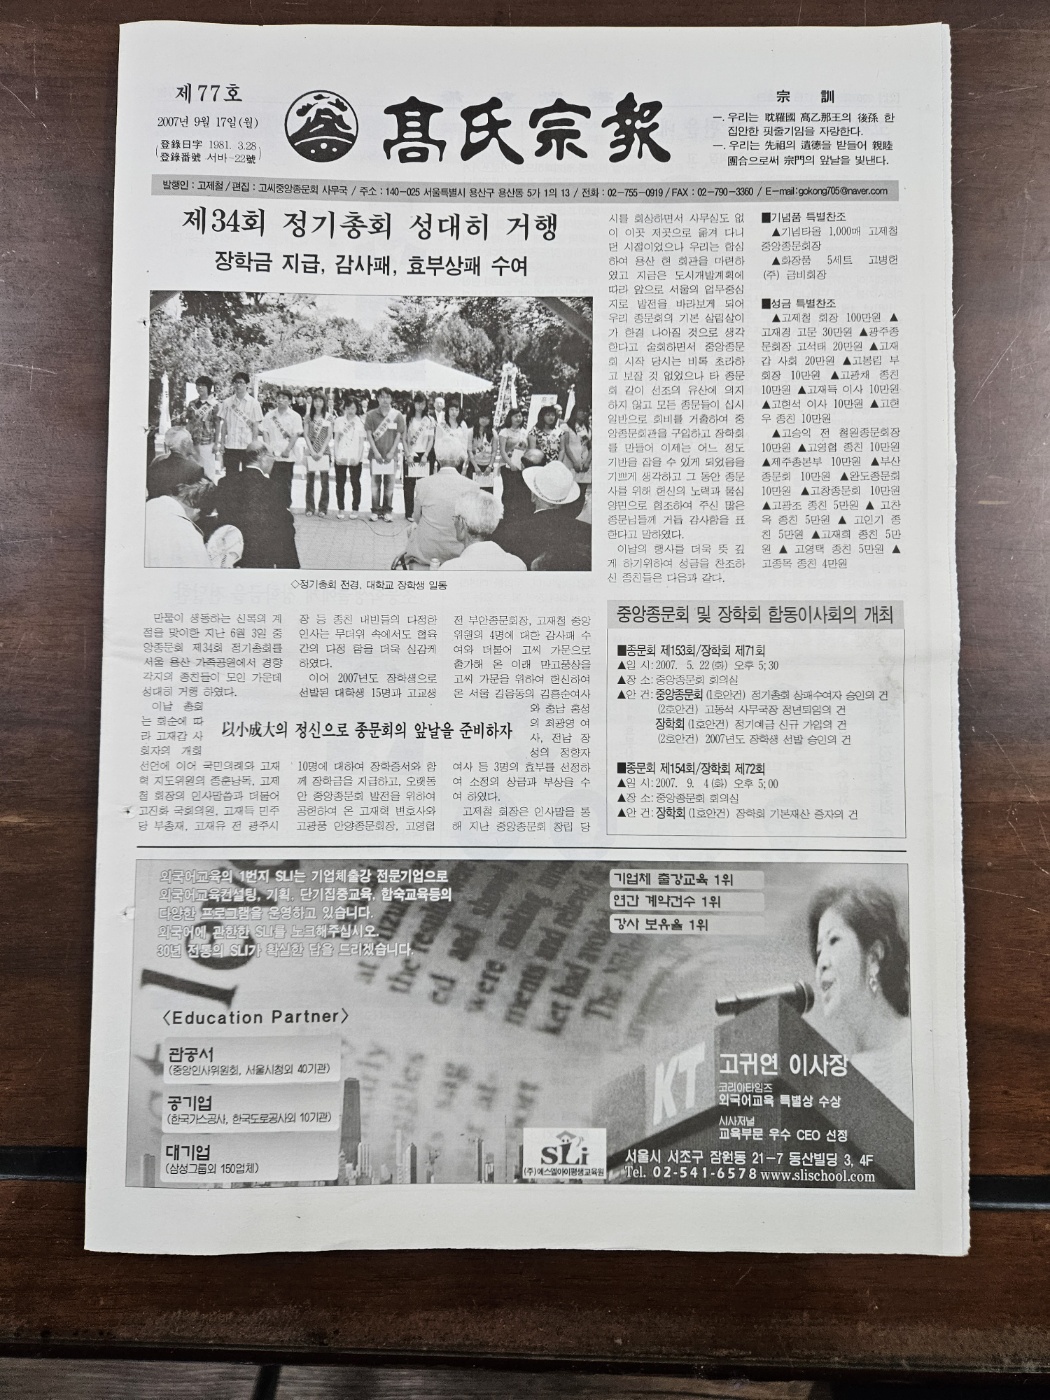 제77호
2007년 9월 17일(월)
登錄日字 1981. 3.28
登錄番號 서바-22號
髙氏宗報
宗 訓
一. 우리는 耽羅國 髙乙那王의 後孫 한
집안한 핏줄기임을 자랑한다.
一. 우리는 先祖의 遺德을 받들어 親睦
團合으로써 宗門의 앞날을 빛낸다.
발행인 : 고제철 / 편집 : 고씨중앙종문회 사무국 / 주소 : 140-025 서울특별시 용산구 용산동 5가 1의 13 / 전화 : 02-755-0919 / FAX : 02-790-3360 / E-mail:gokong705@naver.com
제34회 정기총회 성대히 거행
장학금 지급, 감사패, 효부상패 수여
◇정기총회 전경, 대학교 장학생 일동
만물이 생동하는 신록의 계
절을 맞이한 지난 6월 3일 중
앙종문회 제34회 정기총회를
서울 용산 가족공원에서 경향
각지의 종친들이 모인 가운데
성대히 거행 하였다.
이날 총회
는 회순에 따
라 고재감 사
회자의 개회
선언에 이어 국민의례와 고재
혁 지도위원의 종훈낭독, 고제
철 회장의 인사말씀과 더불어
고진화 국회의원, 고재득 민주
당 부총재, 고재유 전 광주시
장 등 종친 내빈들의 다정한
인사는 무더위 속에서도 혈육
간의 다정 함을 더욱 실감케
하였다.
이어 2007년도 장학생으로
선발된 대학생 15명과 고교생
以小成大의 정신으로 종문회의 앞날을 준비하자
10명에 대하여 장학증서와 함
께 장학금을 지급하고, 오랫동
안 중앙종문회 발전을 위하여
공헌하여 온 고재혁 변호사와
고광품 안양종문회장, 고영협
전 부안종문회장, 고재철 중앙
위원의 4명에 대한 감사패 수
여와 더불어 고씨 가문으로
출가해 온 이래 만고풍상을
고씨 가문을 위하여 헌신하여
온 서울 김음동의 김름순여사
와 충남 홍성
의 최광영 여
사, 전남 장
성의 정향자
여사 등 3명의 효부를 선정하
여 소정의 상금과 부상을 수
여 하였다.
고제철 회장은 인사말을 통
해 지난 중앙종문회 창립 당
시를 회상하면서 사무실도 없
이 이곳 저곳으로 옮겨 다니
던 시절이었으나 우리는 합심
하여 용산 현 회관을 마련하
였고 지금은 도시개발계획에
따라 앞으로 서울의 업무중심
지로 발전을 바라보게 되어
우리 종문회의 기본 살림살이
가 한결 나아질 것으로 생각
한다고 술회하면서 중앙종문
회 시작 당시는 비록 초라하
고 보잘 것 없었으나 타 종문
회 같이 선조의 유산에 의지
하지 않고 모든 종문들이 십시
일반으로 회비를 거출하여 중
앙종문회관을 구입하고 장학회
를 만들어 이제는 어느 정도
기반을 잡을 수 있게 되었음을
기쁘게 생각하고 그 동안 종문
사를 위해 헌신의 노력과 물심
양면으로 협조하여 주신 많은
종문님들께 거듭 감사함을 표
한다고 말하였다.
이날의 행사를 더욱 뜻 깊
게 하기위하여 성금을 찬조하
신 종친들은 다음과 같다.
■기념품 특별찬조
▲기념타올 1,000매 고제철
중앙종문회장
▲화장품 5세트 고병헌
(주) 금비회장
■성금 특별찬조
▲고제철 회장 100만원 ▲
고재경 고문 30만원 ▲광주종
문회장 고석태 20만원 ▲고재
갑 사회 20만원 ▲고봉립 부
회장 10만원 ▲고광채 종친
10만원 ▲고재득 이사 10만원
▲고현석 이사 10만원 ▲고현
우 종친 10만원
▲고승의 전 철원종문회장
10만원 ▲고영협 종친 10만원
▲제주총본부 10만원 ▲부산
종문회 10만원 ▲완도종문회
10만원 ▲고창종문회 10만원
▲고광조 종친 5만원 ▲고찬
옥 종친 5만원 ▲ 고민기 종
친 5만원 ▲고재희 종친 5만
원 ▲ 고영택 종친 5만원 ▲
고종목 종친 4만원
중앙종문회 및 장학회 합동이사회의 개최
■종문회 제153회/장학회 제71회
▲일 시: 2007. 5. 22 (화) 오후 5; 30
▲장 소: 중앙종문회 회의실
▲안 건: 중앙종문회 (1호안건) 정기총회 상패수여자 승인의 건
(2호안건) 고동석 사무국장 정년퇴임의 건
장학회 (1호안건) 정기예금 신규 가입의 건
(2호안건) 2007년도 장학생 선발 승인의 건
■종문회 제154회/장학회 제72회
▲일 시: 2007. 9. 4 (화) 오후 5; 00
▲장 소: 중앙종문회 회의실
▲안 건: 장학회 (1호안건) 장학회 기본재산 증자의 건
외국어교육의 1번지 SLI는 기업체출강 전문기업으로
외국어교육컨설팅, 기획, 단기집중교육, 합숙교육등의
다양한 프로그램을 운영하고 있습니다.
외국어에 관한한 SLI를 노크해주십시오.
30년 전통의 SLI가 확실한 답을 드리겠습니다.
기업체 출강교육 1위
연간 계약건수 1위
강사 보유율 1위
〈Education Partner〉
관공서
(중앙인사위원회, 서울시청외 40기관)
공기업
(한국가스공사, 한국도로공사외 10기관)
대기업
(삼성그룹외 150업체)
KT
고귀연 이사장
코리아타임즈
외국어교육 특별상 수상
시사저널
교육부문 우수 CEO 선정
SLi
(주)에스엘아이평생교육원
서울시 서초구 잠원동 21-7 동산빌딩 3, 4F
Tel. 02-541-6578 www.slischool.com